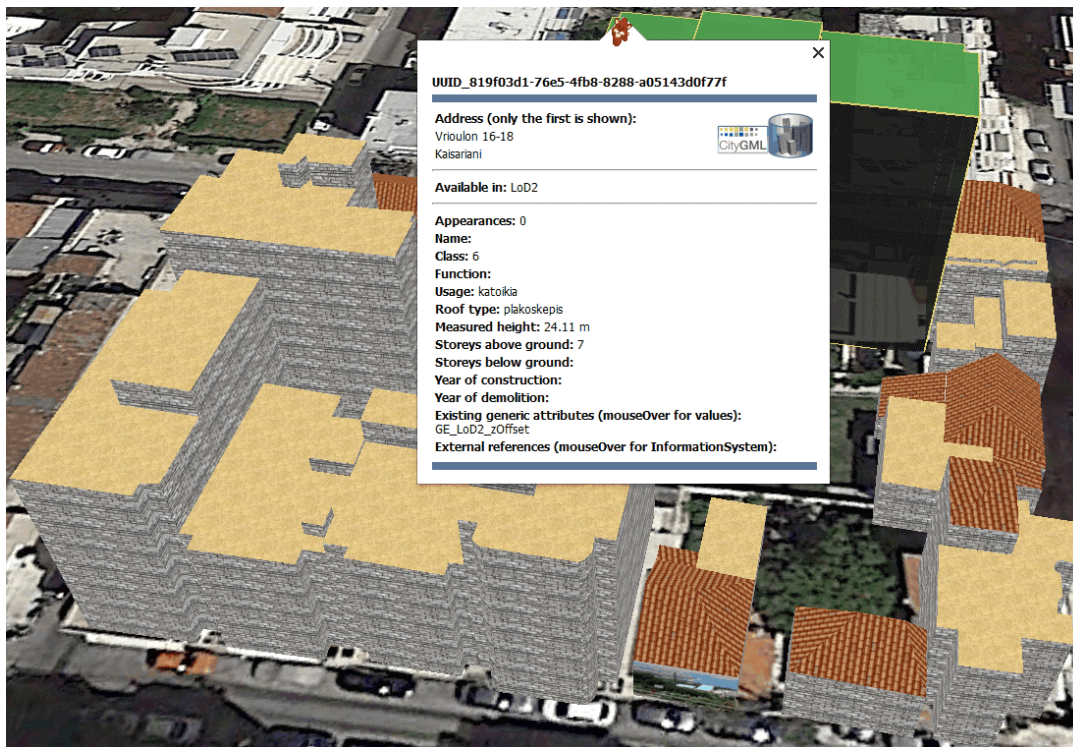 UUID_819f03d1-76e5-4fb8-8288-a05143d0f77f
Address (only the first is shown):
Vrioulon 16-18
Kaisariani
CityGML
Available in: LoD2
Appearances: 0
Name:
Class: 6
Function:
Usage: katoikia
Roof type: plakoskepis
Measured height: 24.11 m
Storeys above ground: 7
Storeys below ground:
Year of construction:
Year of demolition:
Existing generic attributes (mouseOver for values):
GE_LoD2_zOffset
External references (mouseOver for InformationSystem):